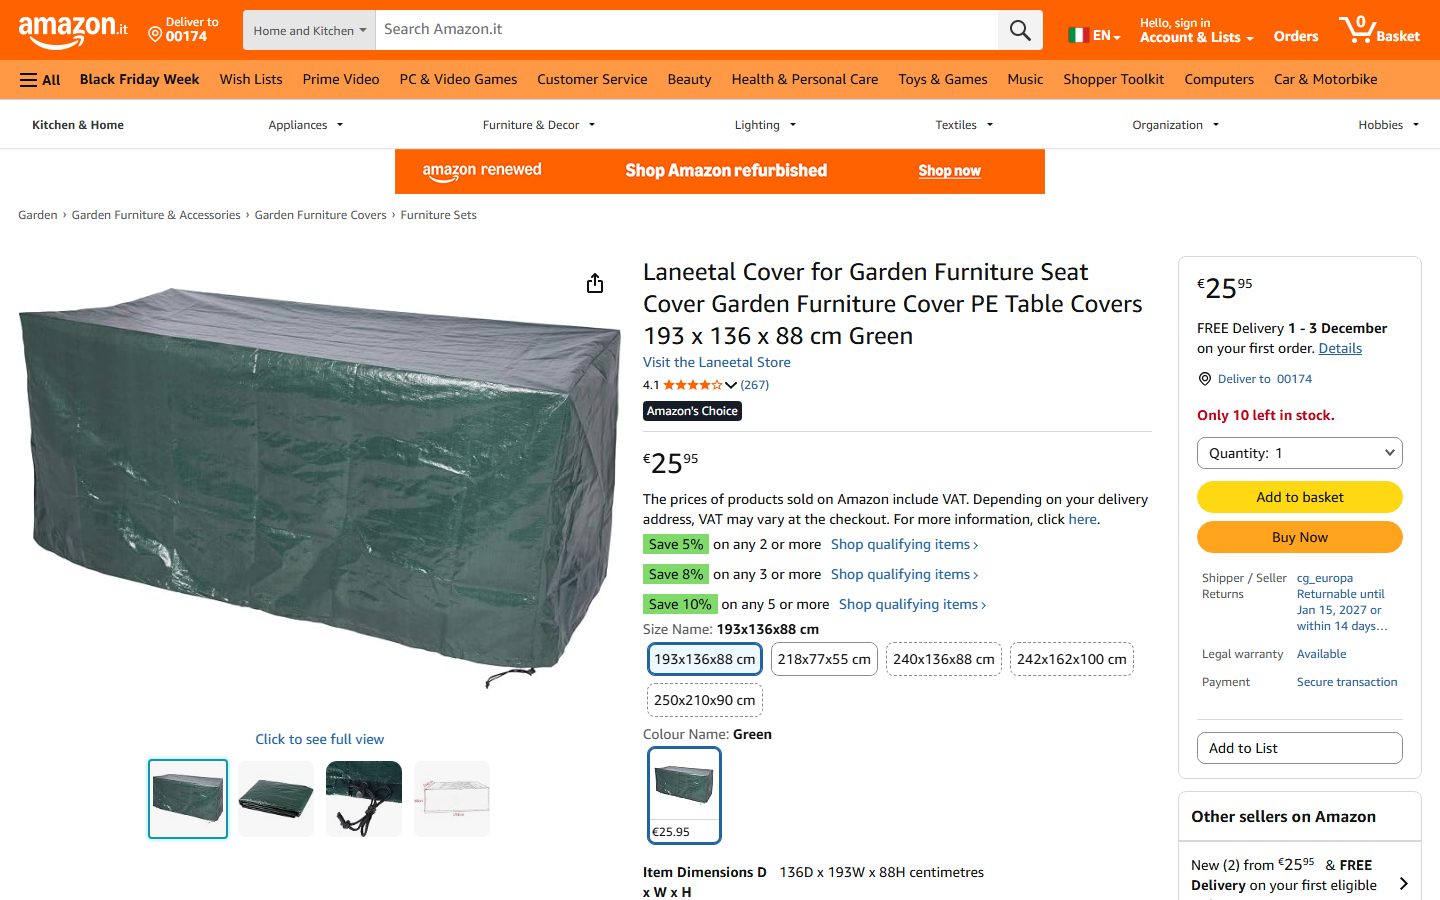 amazon.it
Deliver to
00174
Home and Kitchen
Search Amazon.it
EN
Hello, sign in
Account & Lists
Orders
0
Basket
All
Black Friday Week
Wish Lists
Prime Video
PC & Video Games
Customer Service
Beauty
Health & Personal Care
Toys & Games
Music
Shopper Toolkit
Computers
Car & Motorbike
Kitchen & Home
Appliances
Furniture & Decor
Lighting
Textiles
Organization
Hobbies
amazon renewed
Shop Amazon refurbished
Shop now
Garden › Garden Furniture & Accessories › Garden Furniture Covers › Furniture Sets
Laneetal Cover for Garden Furniture Seat
Cover Garden Furniture Cover PE Table Covers
193 x 136 x 88 cm Green
Visit the Laneetal Store
4.1 (267)
Amazon's Choice
€2595
The prices of products sold on Amazon include VAT. Depending on your delivery
address, VAT may vary at the checkout. For more information, click here.
Save 5% on any 2 or more Shop qualifying items ›
Save 8% on any 3 or more Shop qualifying items ›
Save 10% on any 5 or more Shop qualifying items ›
Size Name: 193x136x88 cm
193x136x88 cm
218x77x55 cm
240x136x88 cm
242x162x100 cm
250x210x90 cm
Colour Name: Green
€25.95
Item Dimensions D
x W x H
136D x 193W x 88H centimetres
Click to see full view
€2595
FREE Delivery 1 - 3 December
on your first order. Details
Deliver to 00174
Only 10 left in stock.
Quantity: 1
Add to basket
Buy Now
Shipper / Seller cg_europa
Returns Returnable until
Jan 15, 2027 or
within 14 days...
Legal warranty Available
Payment Secure transaction
Add to List
Other sellers on Amazon
New (2) from €2595 & FREE
Delivery on your first eligible